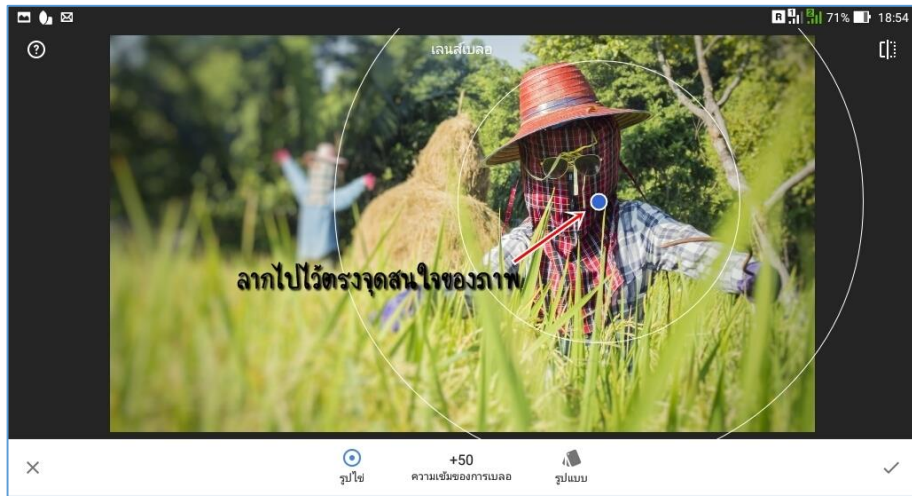 R 1 2 71% 18:54
เลนส์เบลอ
ลากไปไว้ตรงจุดสนใจของภาพ
+50
รูปไข่ ความเข้มของการเบลอ รูปแบบ